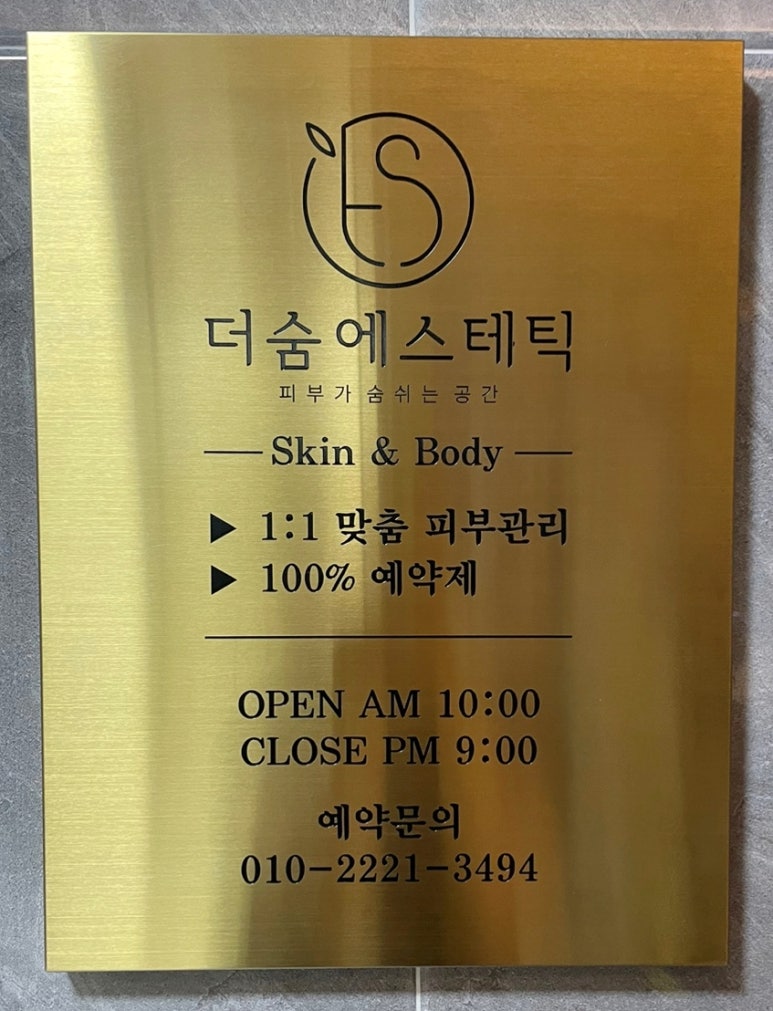 더숨에스테틱
피부가 숨쉬는 공간
Skin & Body
▶ 1:1 맞춤 피부관리
▶ 100% 예약제
OPEN AM 10:00
CLOSE PM 9:00
예약문의
010-2221-3494